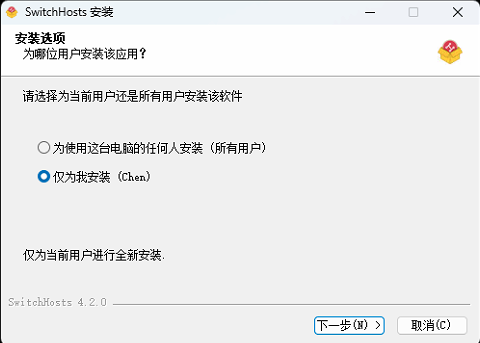 SwitchHosts 安装
安装选项
为哪位用户安装该应用？
请选择为当前用户还是所有用户安装该软件
为使用这台电脑的任何人安装（所有用户）
仅为我安装 (Chen)
仅为当前用户进行全新安装.
SwitchHosts 4.2.0
下一步(N) > 取消(C)